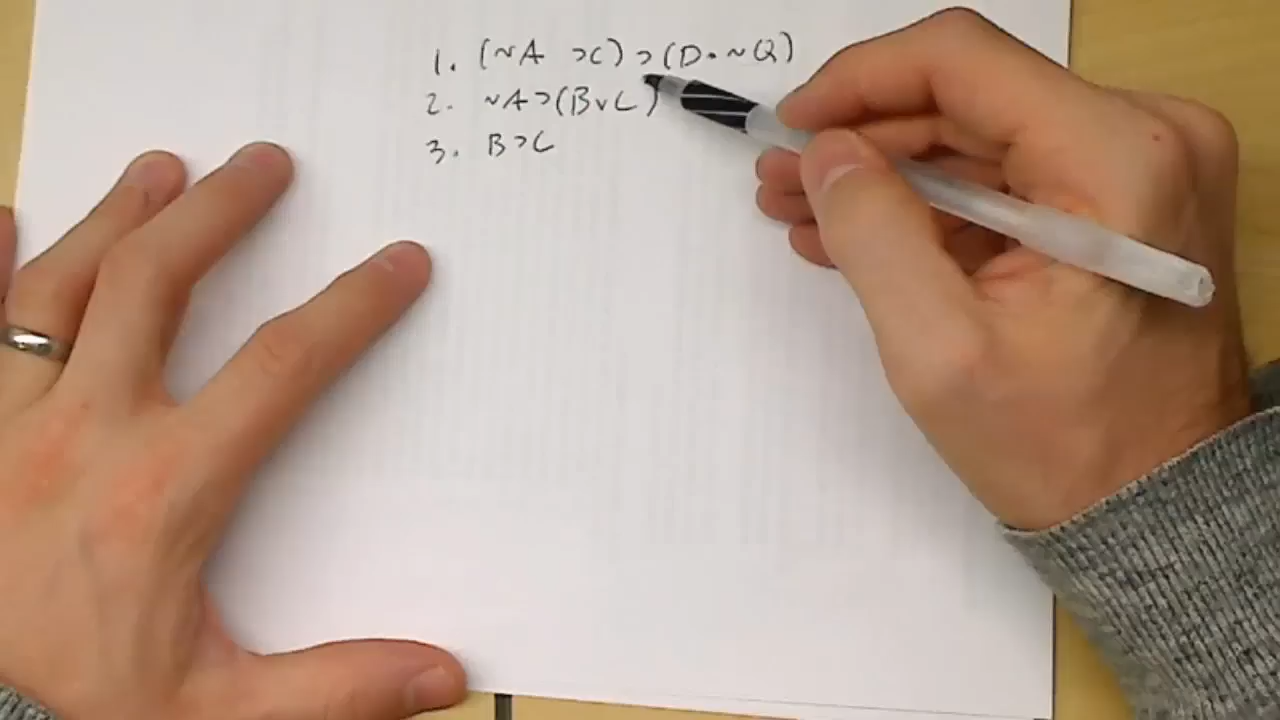 1. (~A ⊃C) ⊃ (D • ~Q)
2. ~A ⊃ (B v C)
3. B ⊃ C